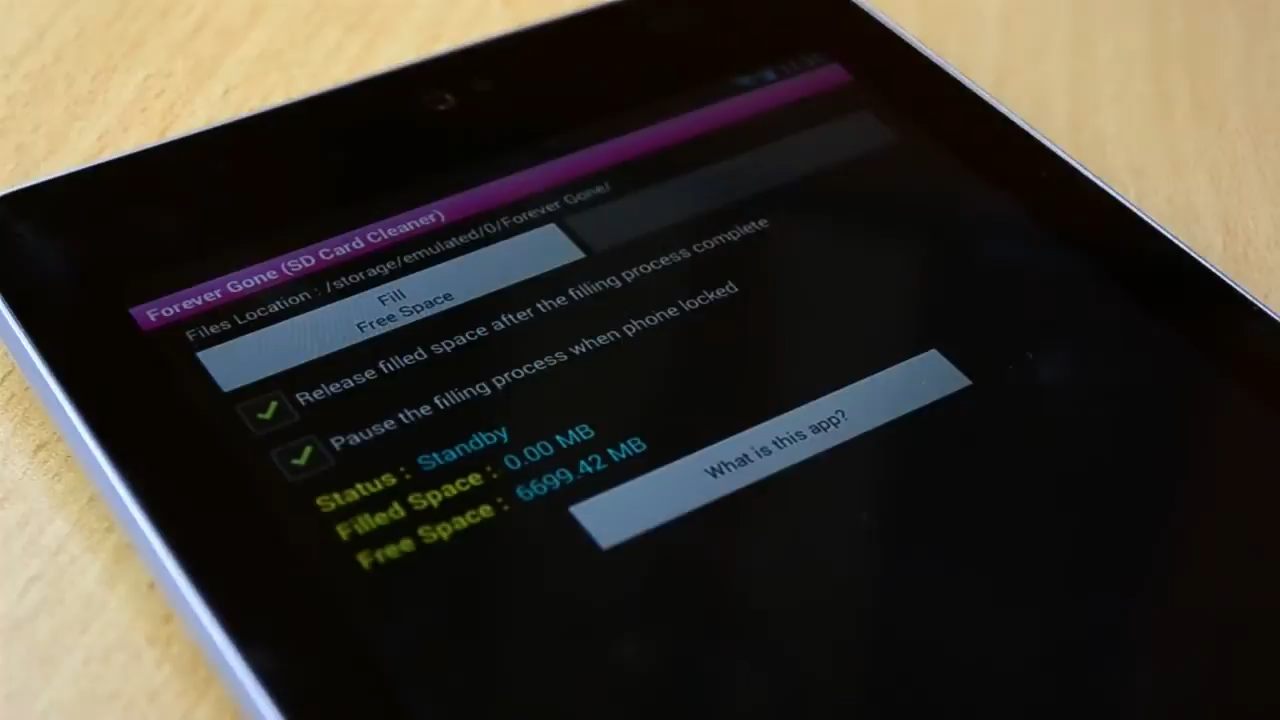 Forever Gone (SD Card Cleaner)
Files Location : /storage/emulated/0/Forever Gone/
Fill
Free Space
Release filled space after the filling process complete
Pause the filling process when phone locked
Status : Standby
Filled Space : 0.00 MB
Free Space : 6699.42 MB
What is this app?